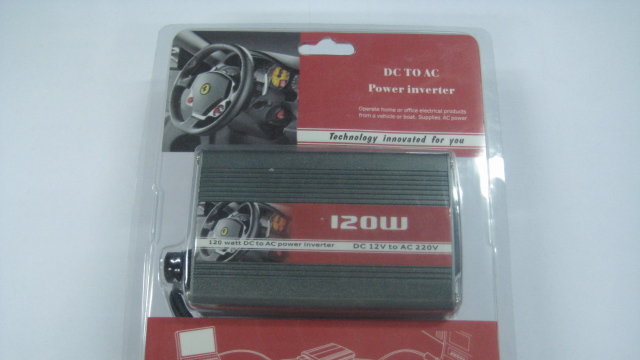 DC TO AC
Power inverter
Operate home or office electrical products
from a vehicle or boat. Supplies AC power
Technology innovated for you
120W
120 watt DC to AC power inverter
DC 12V to AC 220V